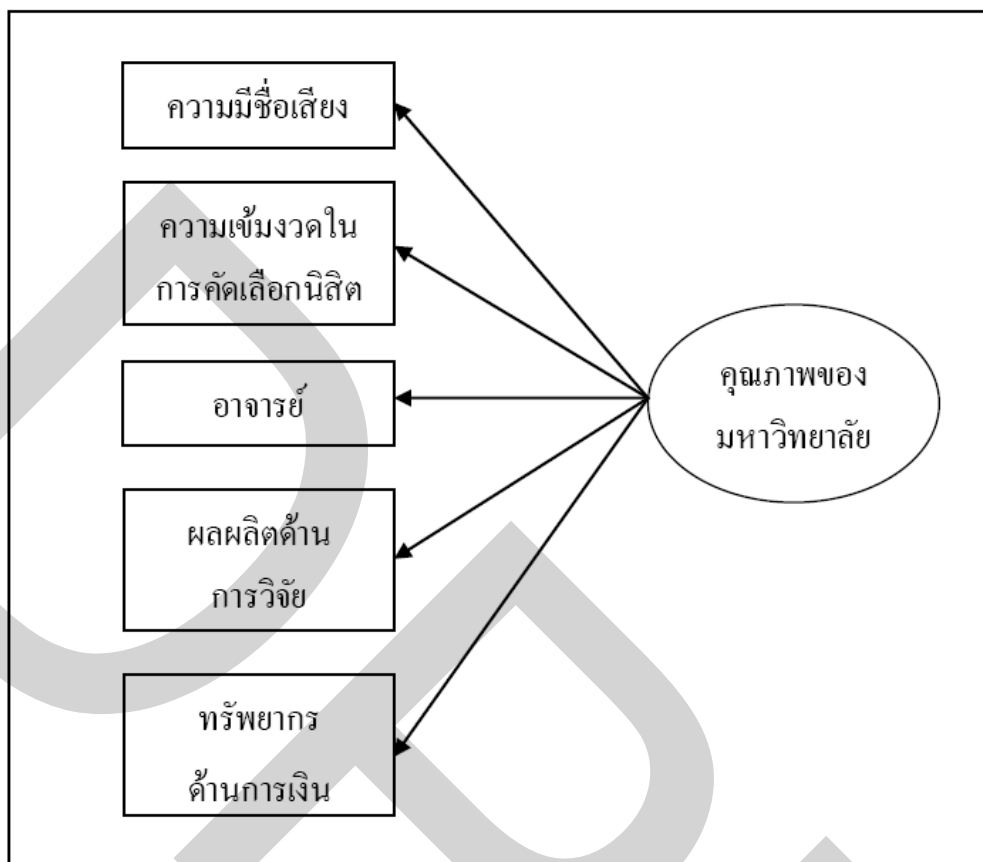 ความมีชื่อเสียง
ความเข้มงวดใน
การคัดเลือกนิสิต
อาจารย์
ผลผลิตด้าน
การวิจัย
ทรัพยากร
ด้านการเงิน
คุณภาพของ
มหาวิทยาลัย